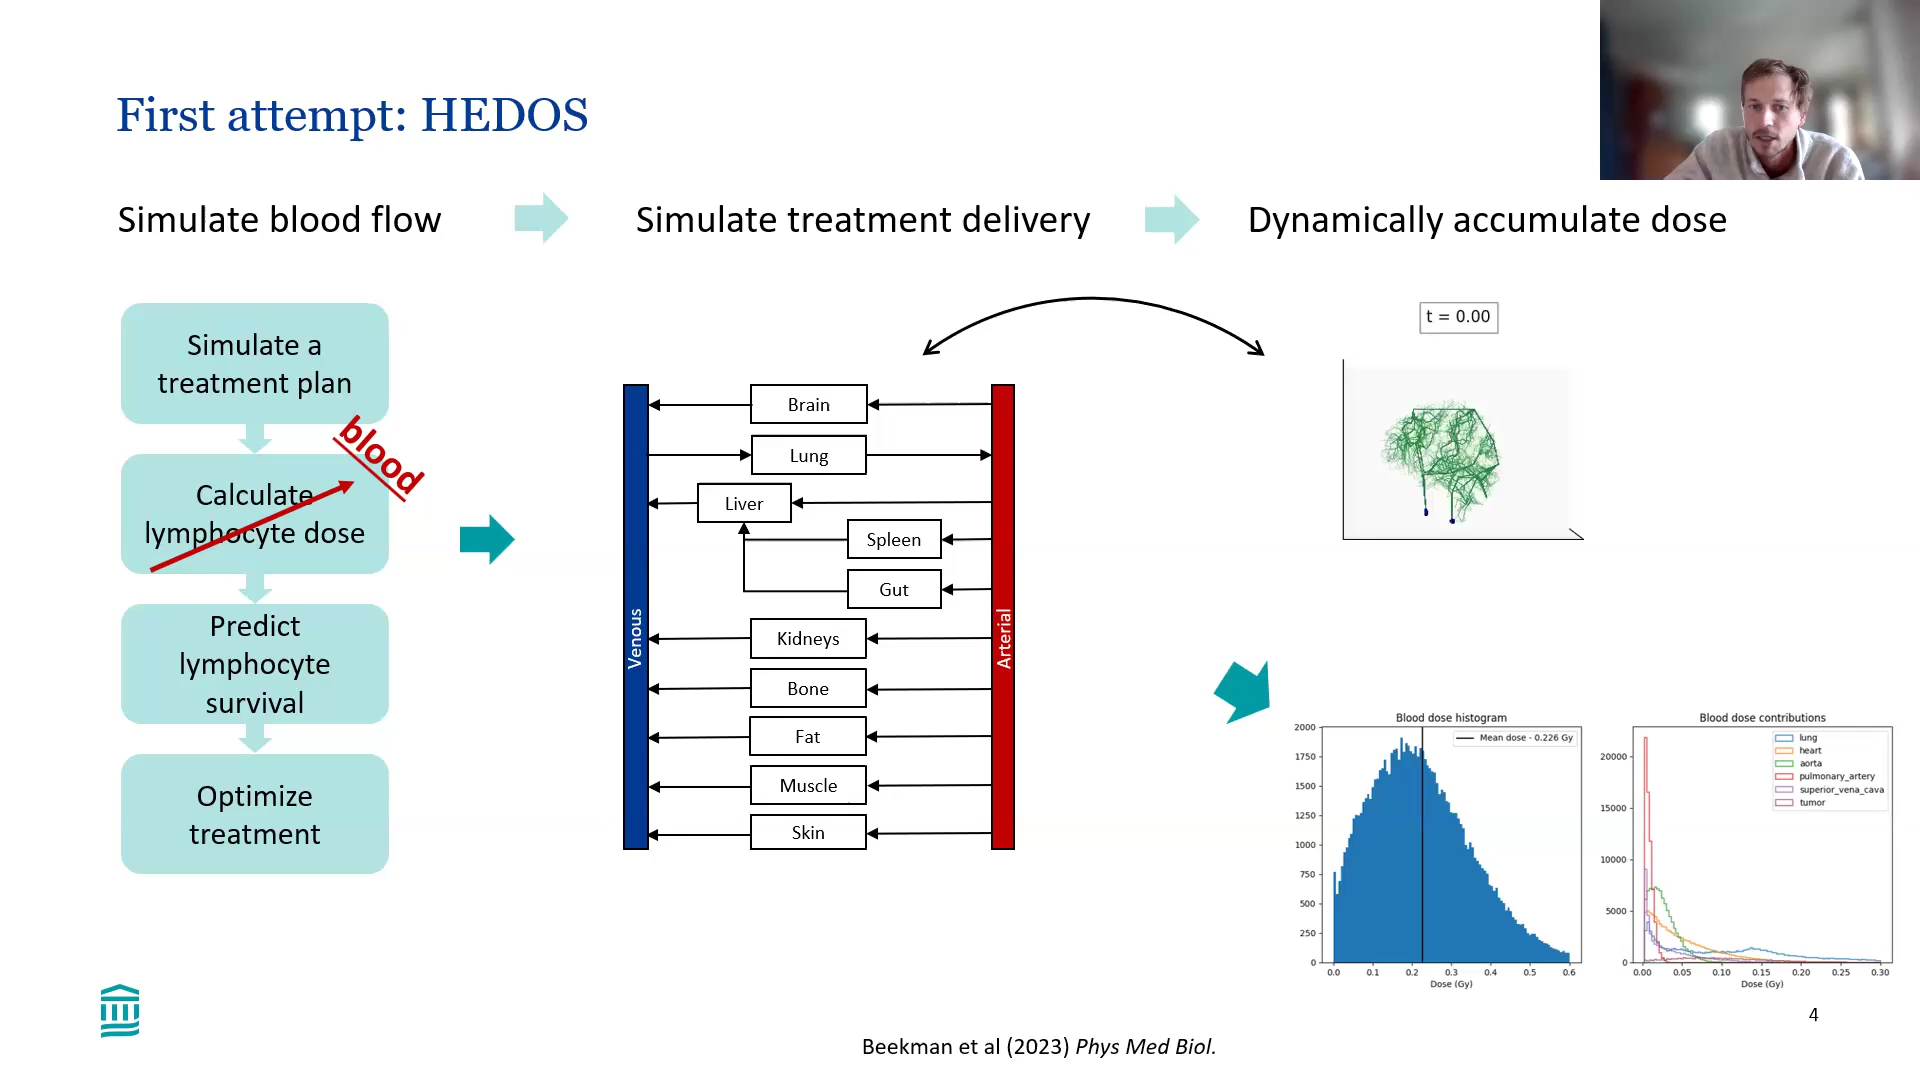 First attempt: HEDOS
Simulate blood flow
Simulate treatment delivery
Dynamically accumulate dose
Simulate a
treatment plan
blood
Calculate
lymphocyte dose
Predict
lymphocyte
survival
Optimize
treatment
Venous
Brain
Lung
Liver
Spleen
Gut
Kidneys
Bone
Fat
Muscle
Skin
Arterial
t = 0.00
Blood dose histogram
Mean dose - 0.226 Gy
2000
1750
1500
1250
1000
750
500
250
0
0.0 0.1 0.2 0.3 0.4 0.5 0.6
Dose (Gy)
Blood dose contributions
lung
heart
aorta
pulmonary_artery
superior_vena_cava
tumor
20000
15000
10000
5000
0
0.00 0.05 0.10 0.15 0.20 0.25 0.30
Dose (Gy)
4
Beekman et al (2023) Phys Med Biol.